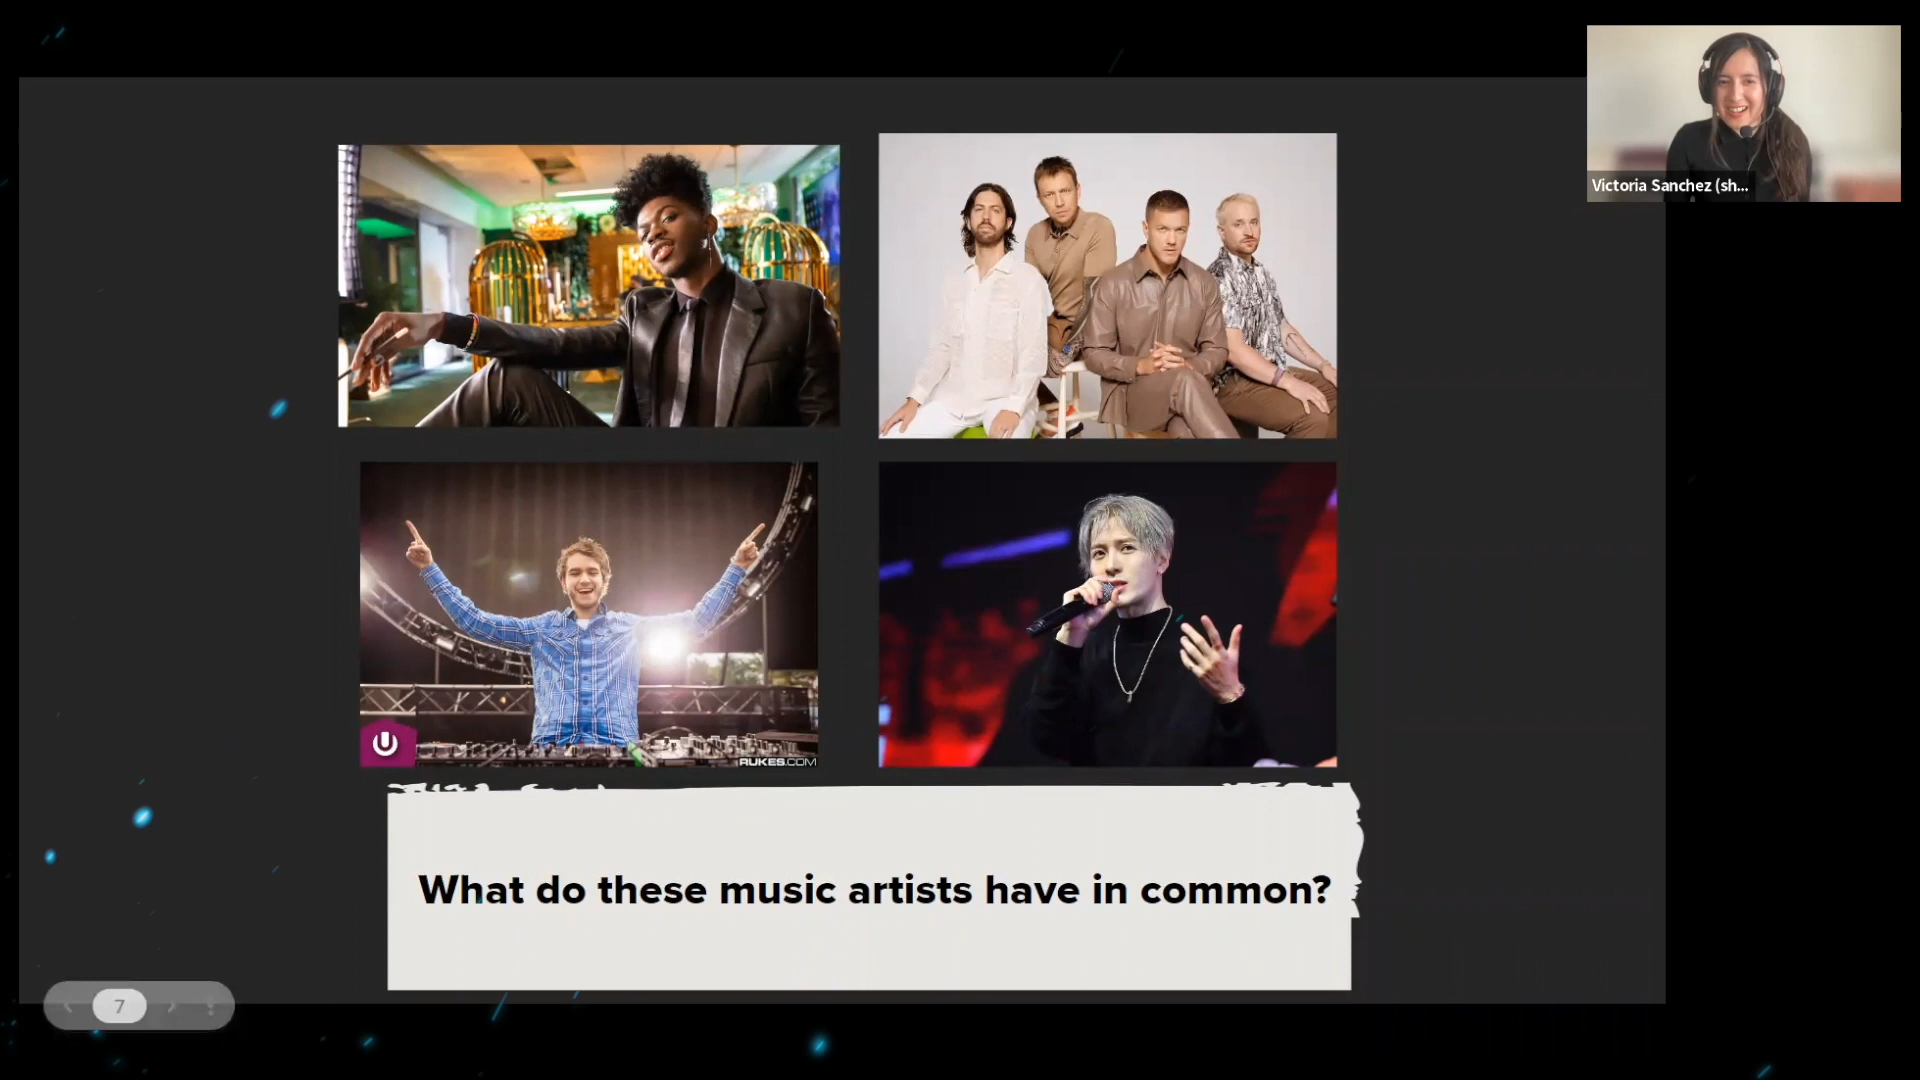 Victoria Sanchez (sh...
RUKES.COM
What do these music artists have in common?
7